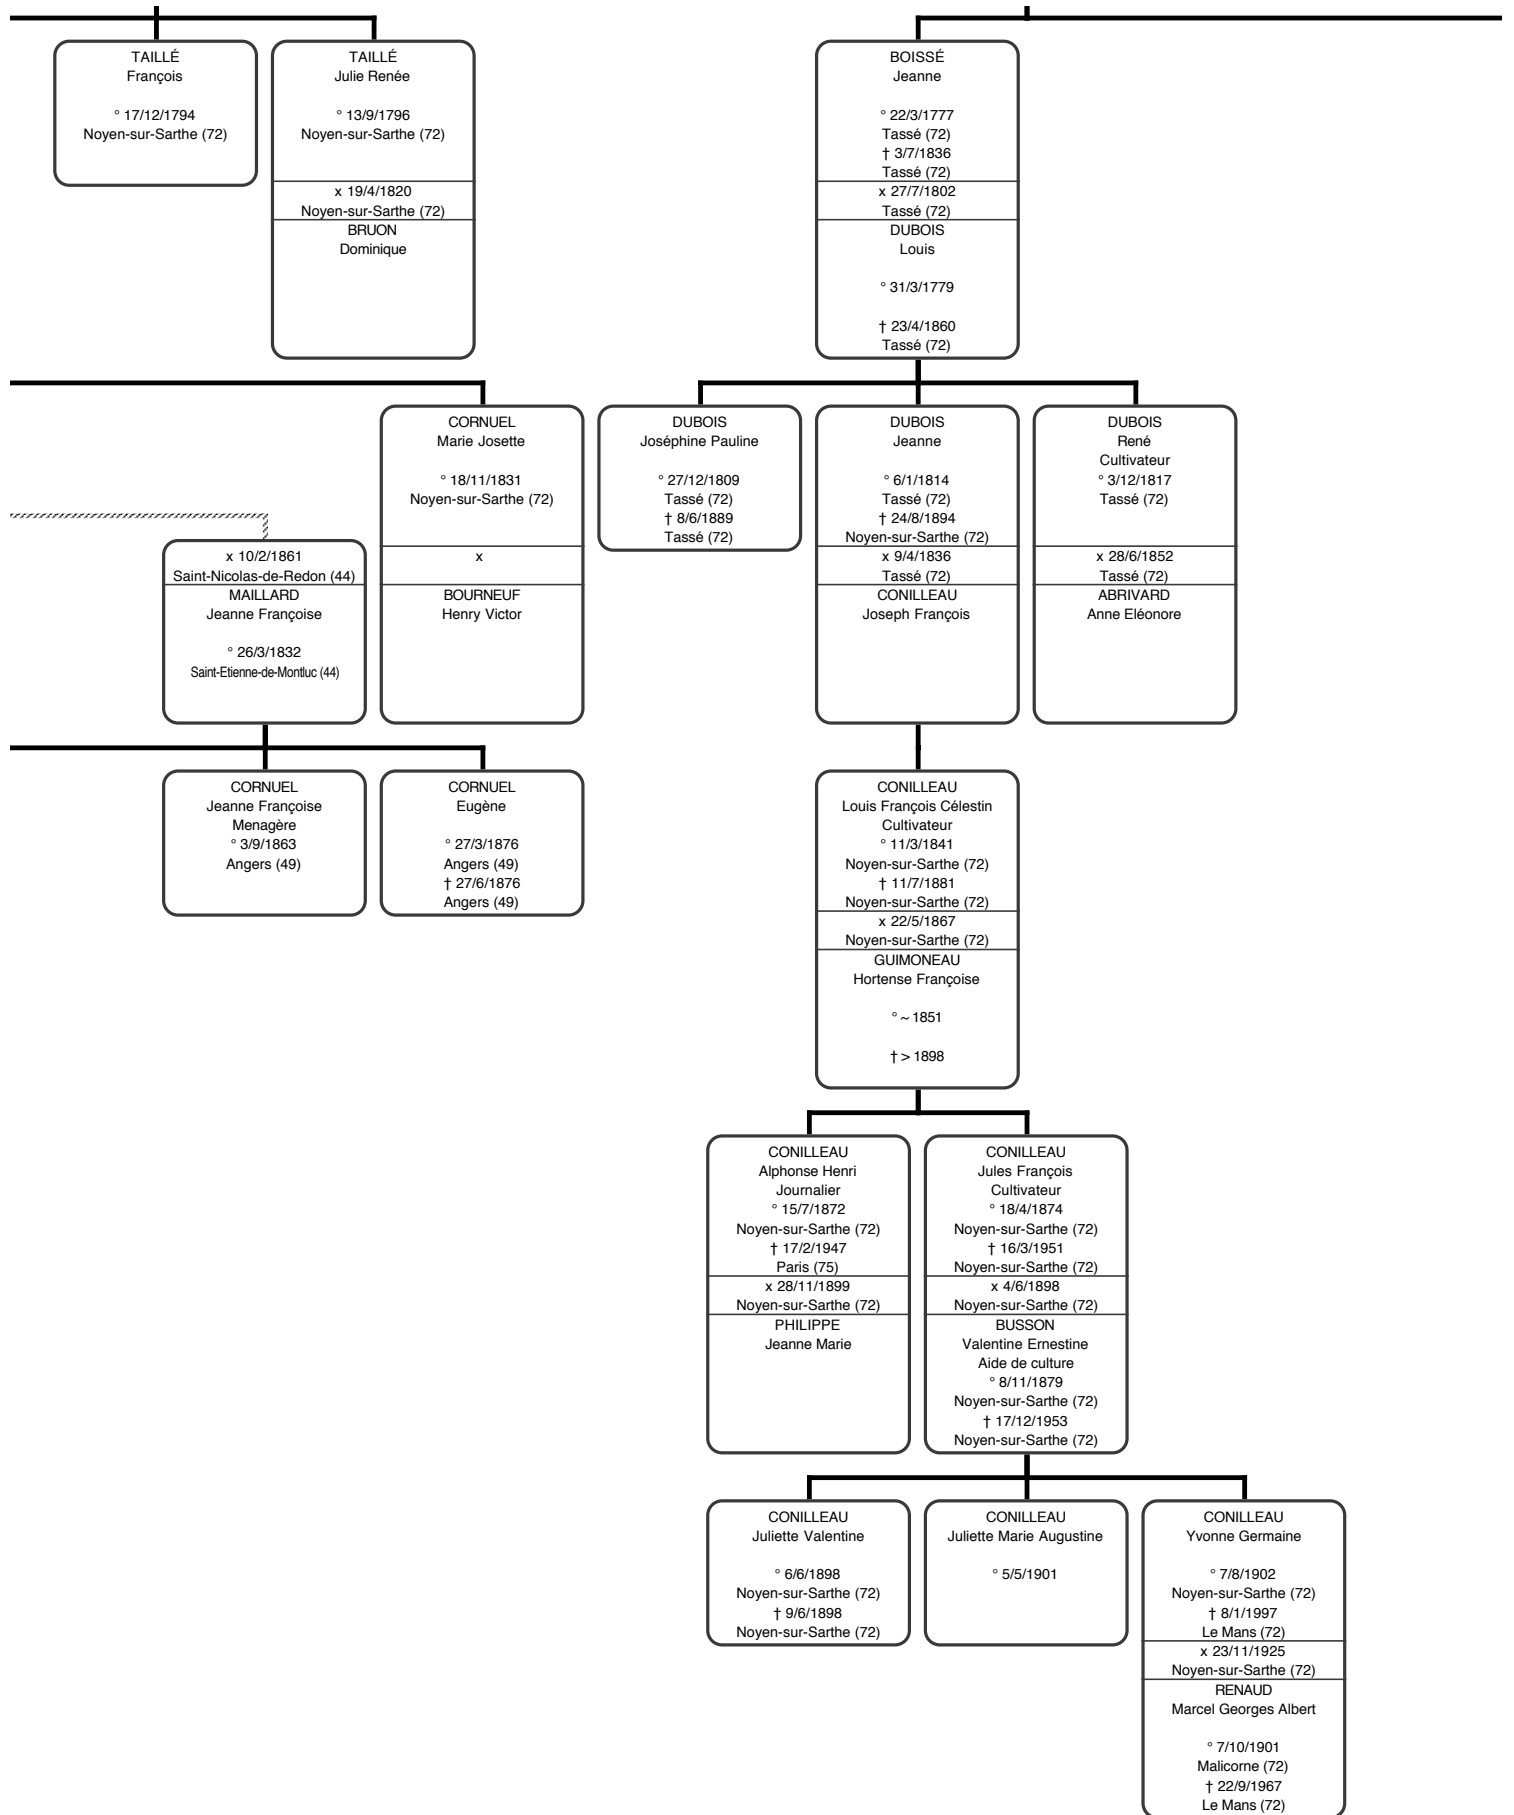 TAILLÉ
François
° 17/12/1794
Noyen-sur-Sarthe (72)
TAILLÉ
Julie Renée
° 13/9/1796
Noyen-sur-Sarthe (72)
x 19/4/1820
Noyen-sur-Sarthe (72)
BRUON
Dominique
BOISSÉ
Jeanne
° 22/3/1777
Tassé (72)
† 3/7/1836
Tassé (72)
x 27/7/1802
Tassé (72)
DUBOIS
Louis
° 31/3/1779
† 23/4/1860
Tassé (72)
x 10/2/1861
Saint-Nicolas-de-Redon (44)
MAILLARD
Jeanne Françoise
° 26/3/1832
Saint-Etienne-de-Montluc (44)
CORNUEL
Marie Josette
° 18/11/1831
Noyen-sur-Sarthe (72)
x
BOURNEUF
Henry Victor
DUBOIS
Joséphine Pauline
° 27/12/1809
Tassé (72)
† 8/6/1889
Tassé (72)
DUBOIS
Jeanne
° 6/1/1814
Tassé (72)
† 24/8/1894
Noyen-sur-Sarthe (72)
x 9/4/1836
Tassé (72)
CONILLEAU
Joseph François
DUBOIS
René
Cultivateur
° 3/12/1817
Tassé (72)
x 28/6/1852
Tassé (72)
ABRIVARD
Anne Eléonore
CORNUEL
Jeanne Françoise
Menagère
° 3/9/1863
Angers (49)
CORNUEL
Eugène
° 27/3/1876
Angers (49)
† 27/6/1876
Angers (49)
CONILLEAU
Louis François Célestin
Cultivateur
° 11/3/1841
Noyen-sur-Sarthe (72)
† 11/7/1881
Noyen-sur-Sarthe (72)
x 22/5/1867
Noyen-sur-Sarthe (72)
GUIMONEAU
Hortense Françoise
° ~ 1851
† > 1898
CONILLEAU
Alphonse Henri
Journalier
° 15/7/1872
Noyen-sur-Sarthe (72)
† 17/2/1947
Paris (75)
x 28/11/1899
Noyen-sur-Sarthe (72)
PHILIPPE
Jeanne Marie
CONILLEAU
Jules François
Cultivateur
° 18/4/1874
Noyen-sur-Sarthe (72)
† 16/3/1951
Noyen-sur-Sarthe (72)
x 4/6/1898
Noyen-sur-Sarthe (72)
BUSSON
Valentine Ernestine
Aide de culture
° 8/11/1879
Noyen-sur-Sarthe (72)
† 17/12/1953
Noyen-sur-Sarthe (72)
CONILLEAU
Juliette Valentine
° 6/6/1898
Noyen-sur-Sarthe (72)
† 9/6/1898
Noyen-sur-Sarthe (72)
CONILLEAU
Juliette Marie Augustine
° 5/5/1901
CONILLEAU
Yvonne Germaine
° 7/8/1902
Noyen-sur-Sarthe (72)
† 8/1/1997
Le Mans (72)
x 23/11/1925
Noyen-sur-Sarthe (72)
RENAUD
Marcel Georges Albert
° 7/10/1901
Malicorne (72)
† 22/9/1967
Le Mans (72)